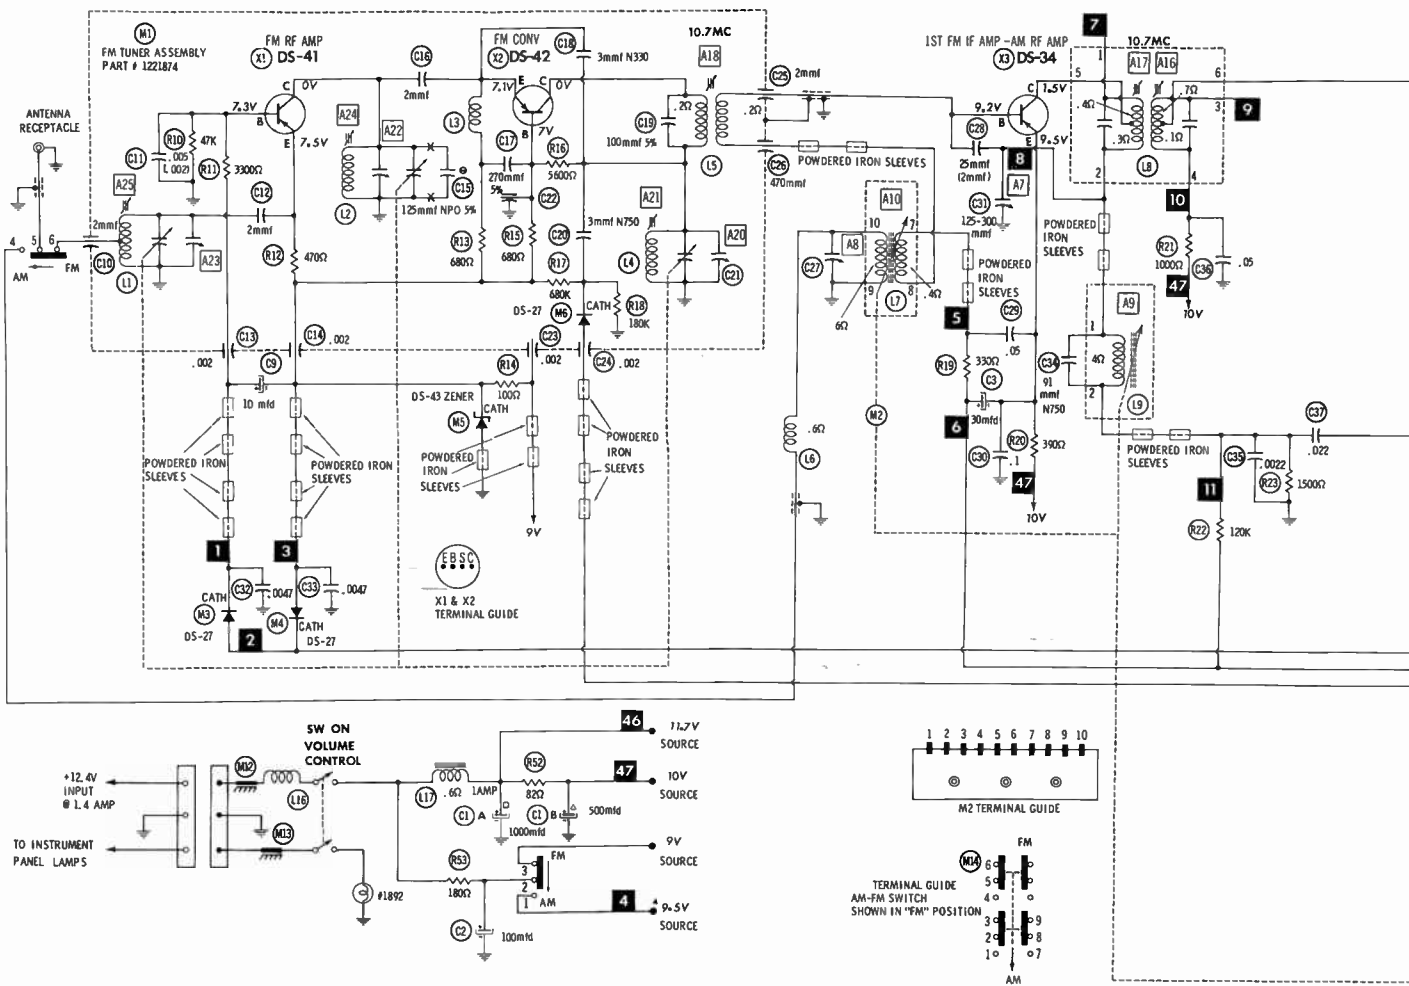 M1
FM TUNER ASSEMBLY
PART # 1221874
FM RF AMP
X1 DS-41
C 0V
7.3V
B
E
7.5V
C16
2mmf
FM CONV
X2 DS-42
7.1V E C 0V
B
7V
C18
3mmf N330
10.7MC
A18
C25 2mmf
1ST FM IF AMP -AM RF AMP
X3 DS-34
C
1.5V
9.2V
B
E
9.5V
7
1
5
10.7MC
A17 A16
6
3
9
.4Ω
.7Ω
.3Ω
.1Ω
2
L8
4
ANTENNA
RECEPTACLE
C11
.005
(.002)
R10
47K
R11
3300Ω
C12
2mmf
A24
A22
L3
C17
270mmf
5%
R16
5600Ω
C19
100mmf 5%
.2Ω
.2Ω
L5
C26
470mmf
POWDERED IRON SLEEVES
C28
25mmf
(2mmf)
8
A7
C31
125-300
mmf
A25
2mmf
C10
L1
A23
4
5 6
AM
FM
L2
C15
125mmf NPO 5%
C22
R13
680Ω
R15
680Ω
C20
3mmf N750
R17
680K
A21
L4
A20
C21
A10
10
7
A8
C27
9
8
L7
6Ω
.4Ω
POWDERED
IRON
SLEEVES
POWDERED
IRON
SLEEVES
10
R21
1000Ω
C36
.05
47
10V
R12
470Ω
DS-27
M6
CATH
R18
180K
C13
.002
C9
10 mfd
C14
.002
R14
100Ω
C23
.002
C24
.002
DS-43 ZENER
CATH
M5
POWDERED
IRON
SLEEVES
POWDERED
IRON
SLEEVES
9V
POWDERED IRON
SLEEVES
POWDERED IRON
SLEEVES
5
R19
330Ω
C29
.05
C3
30mfd
6
C30
.1
R20
390Ω
47
10V
M2
.6Ω
L6
A9
1
C34
4Ω
91
mmf
N750
2
L9
POWDERED IRON
SLEEVES
C35
.0022
R23
1500Ω
C37
.022
11
R22
120K
1
3
C32
.0047
C33
.0047
CATH
M3
DS-27
2
M4
CATH
DS-27
EBSC
X1 & X2
TERMINAL GUIDE
SW ON
VOLUME
CONTROL
+12.4V
INPUT
@ 1.4 AMP
TO INSTRUMENT
PANEL LAMPS
M12
L16
M13
#1892
L17
.6Ω
1AMP
R52
82Ω
C1 A
1000mfd
C1 B
500mfd
46
11.7V
SOURCE
47
10V
SOURCE
9V
SOURCE
4
9.5V
SOURCE
R53
180Ω
C2
100mfd
FM
3
2
1
AM
1 2 3 4 5 6 7 8 9 10
M2 TERMINAL GUIDE
M14
FM
TERMINAL GUIDE
AM-FM SWITCH
SHOWN IN "FM" POSITION
6
5
4
3
9
2
8
1
7
AM